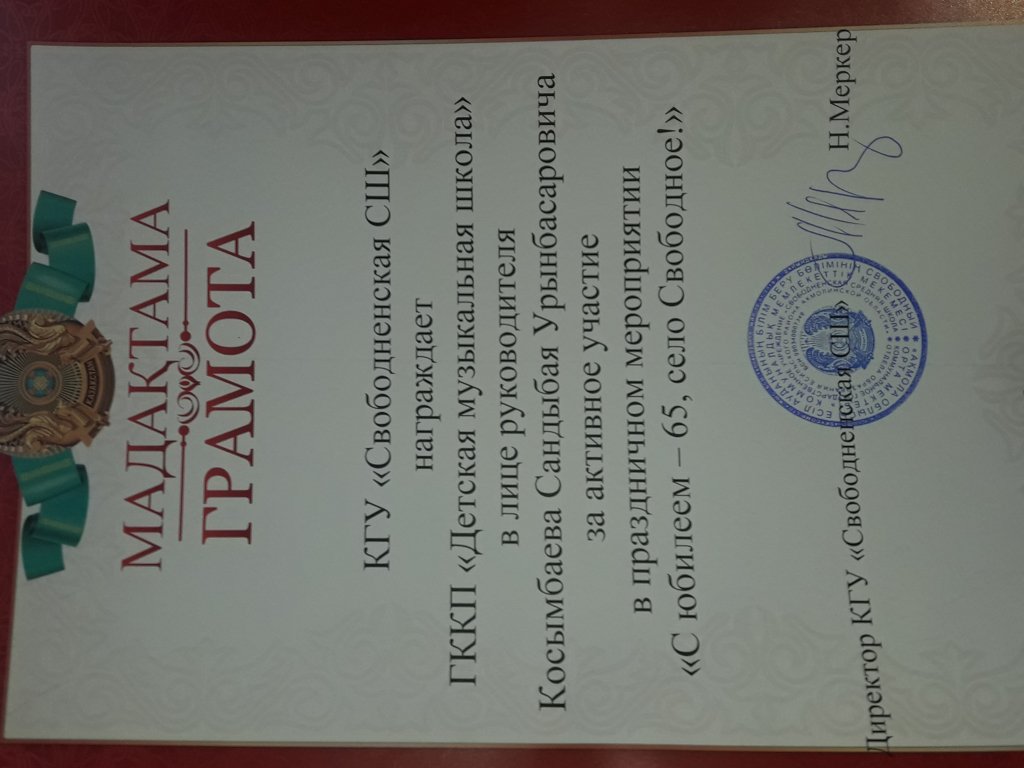 ҚАЗАҚСТАН
МАДАҚТАМА
ГРАМОТА
КГУ «Свободненская СШ»
награждает
ГККП «Детская музыкальная школа»
в лице руководителя
Косымбаева Сандыбая Урынбасаровича
за активное участие
в праздничном мероприятии
«С юбилеем – 65, село Свободное!»
Директор КГУ «Свободненская СШ» Н.Меркер